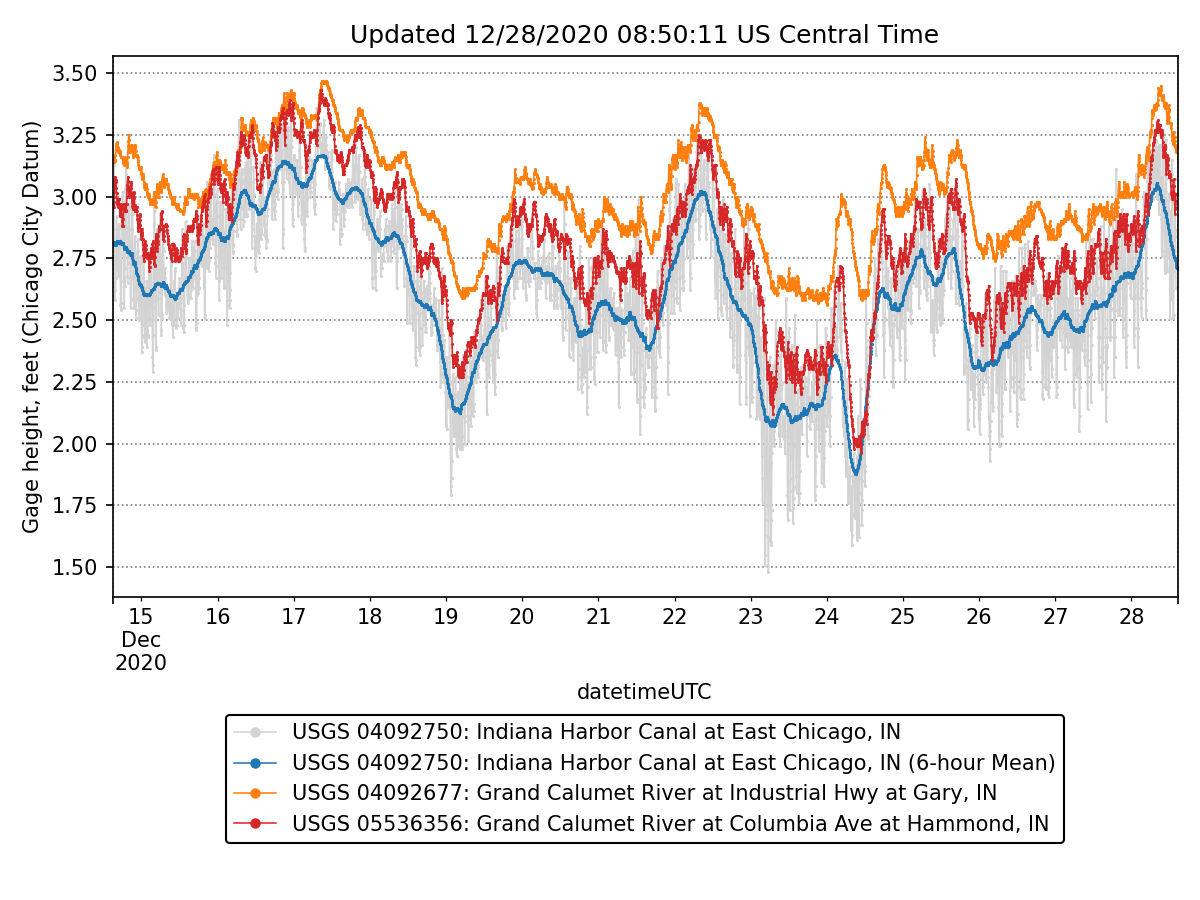 Updated 12/28/2020 08:50:11 US Central Time
Gage height, feet (Chicago City Datum)
3.50
3.25
3.00
2.75
2.50
2.25
2.00
1.75
1.50
15 16 17 18 19 20 21 22 23 24 25 26 27 28
Dec
2020
datetimeUTC
USGS 04092750: Indiana Harbor Canal at East Chicago, IN
USGS 04092750: Indiana Harbor Canal at East Chicago, IN (6-hour Mean)
USGS 04092677: Grand Calumet River at Industrial Hwy at Gary, IN
USGS 05536356: Grand Calumet River at Columbia Ave at Hammond, IN